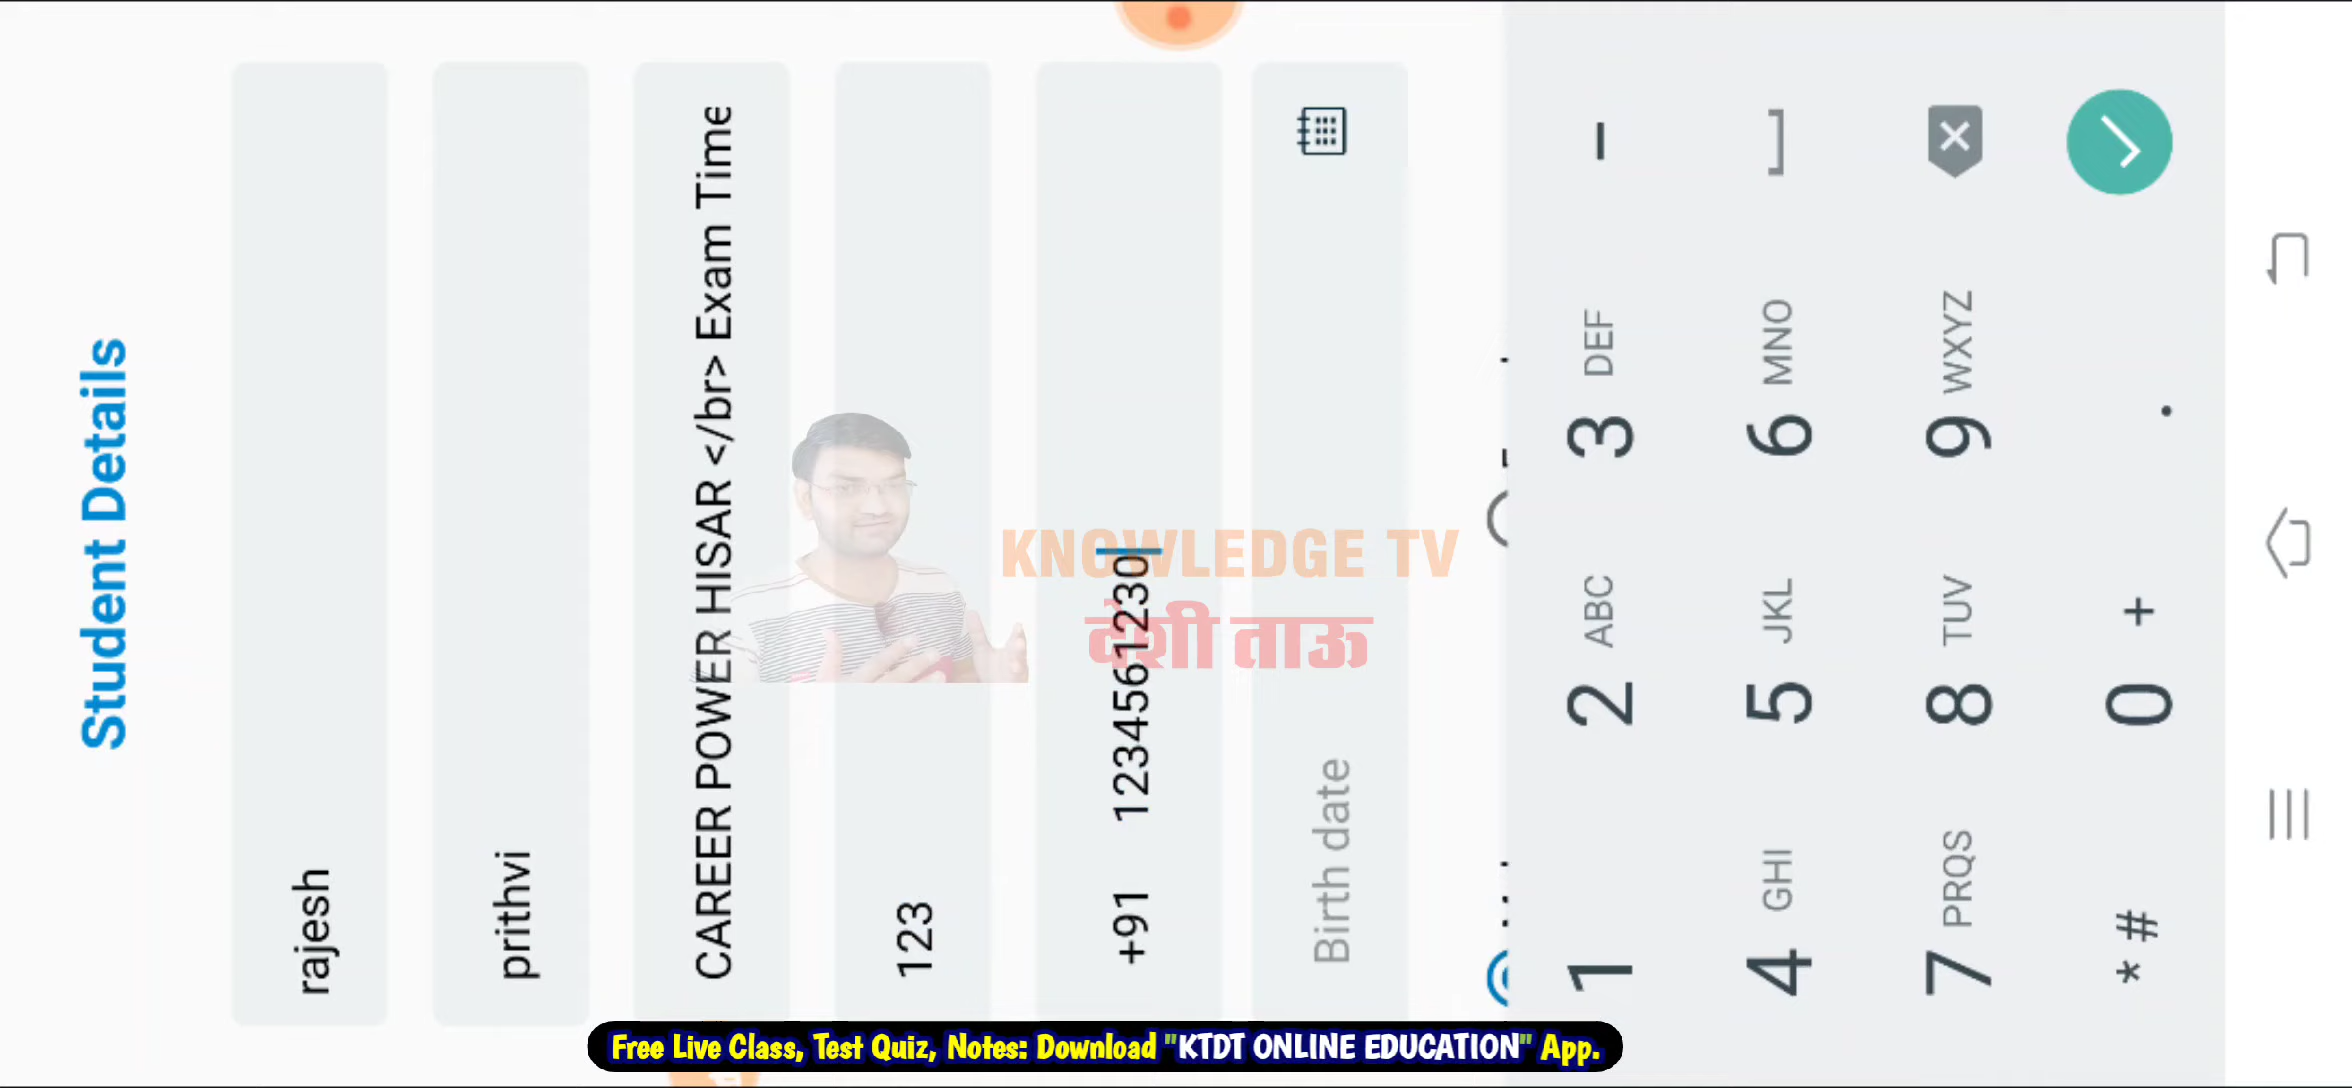 Student Details
rajesh
prithvi
CAREER POWER HISAR </br> Exam Time
123
+91 1234561230
Birth date
1 2 ABC 3 DEF -
4 GHI 5 JKL 6 MNO
7 PRQS 8 TUV 9 WXYZ
* # 0 + .
KNOWLEDGE TV
देशी ताऊ
Free Live Class, Test Quiz, Notes: Download "KTDT ONLINE EDUCATION" App.